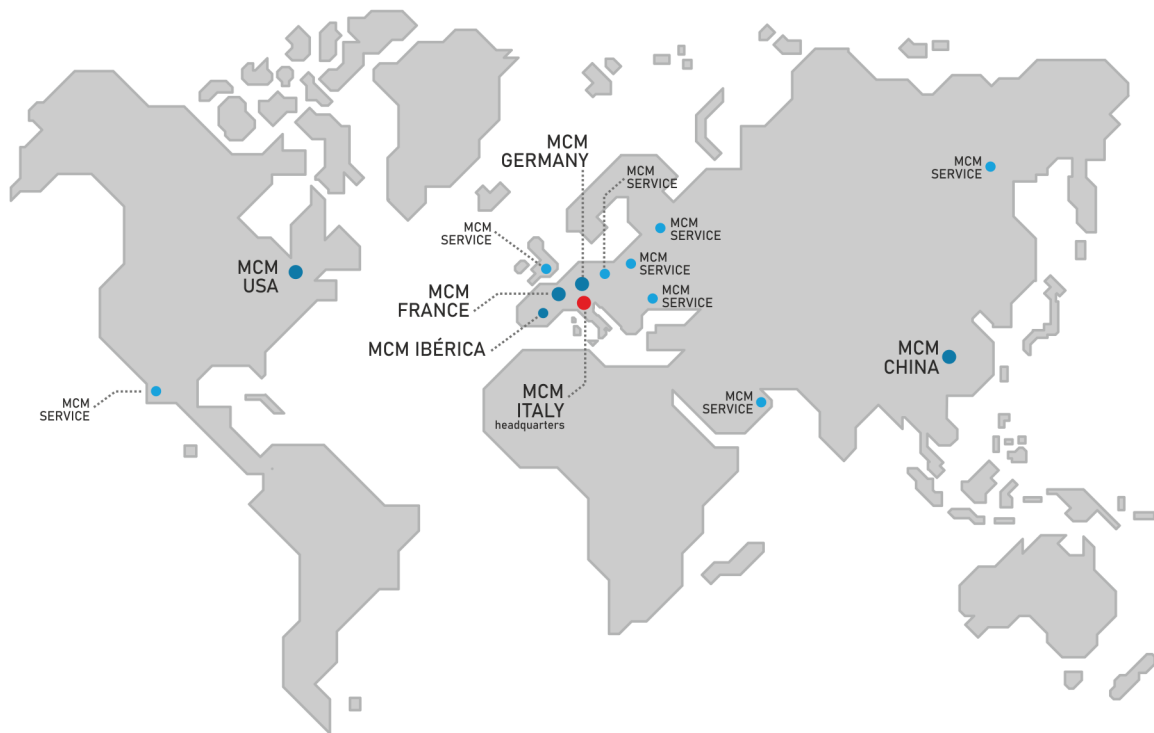 MCM
GERMANY
MCM
SERVICE
MCM
SERVICE
MCM
SERVICE
MCM
SERVICE
MCM
SERVICE
MCM
USA
MCM
SERVICE
MCM
FRANCE
MCM
SERVICE
MCM IBÉRICA
MCM
CHINA
MCM
ITALY
headquarters
MCM
SERVICE
MCM
SERVICE